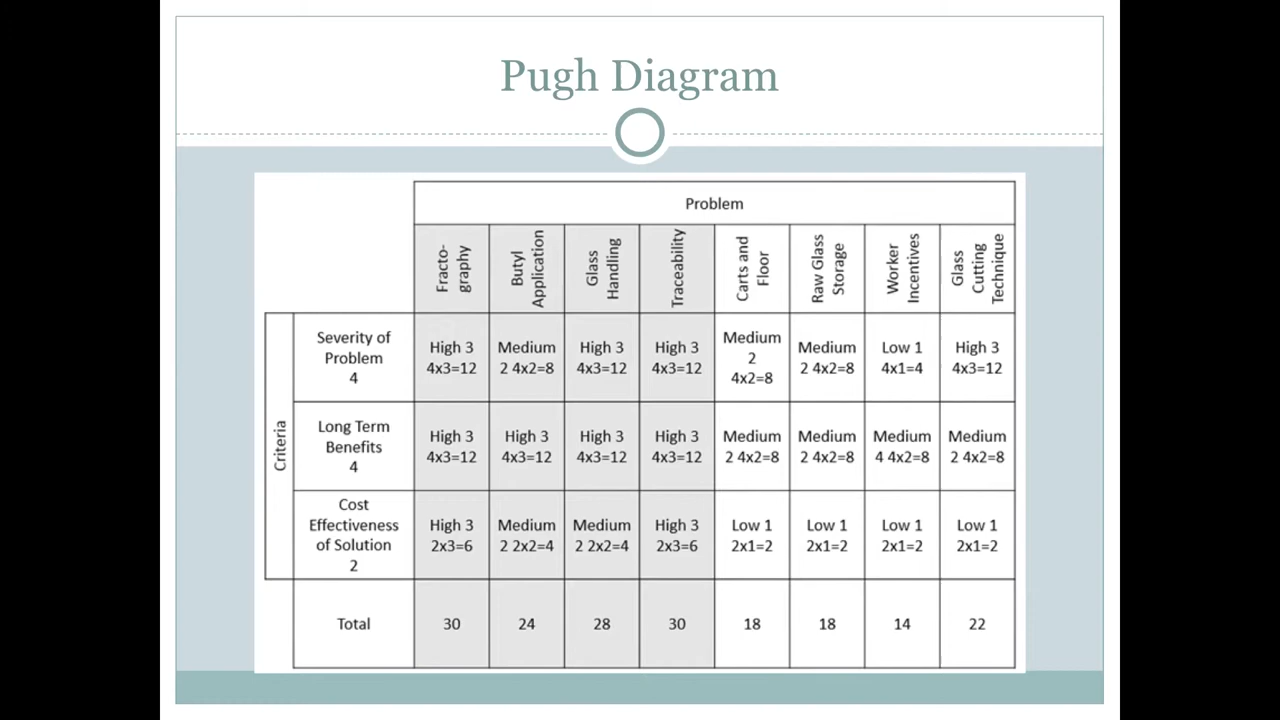 Pugh Diagram
Problem
Fracto-
graphy
Butyl
Application
Glass
Handling
Traceability
Carts and
Floor
Raw Glass
Storage
Worker
Incentives
Glass
Cutting
Technique
Criteria
Severity of
Problem
4
High 3
4x3=12
Medium
2 4x2=8
High 3
4x3=12
High 3
4x3=12
Medium
2
4x2=8
Medium
2 4x2=8
Low 1
4x1=4
High 3
4x3=12
Long Term
Benefits
4
High 3
4x3=12
High 3
4x3=12
High 3
4x3=12
High 3
4x3=12
Medium
2 4x2=8
Medium
2 4x2=8
Medium
4 4x2=8
Medium
2 4x2=8
Cost
Effectiveness
of Solution
2
High 3
2x3=6
Medium
2 2x2=4
Medium
2 2x2=4
High 3
2x3=6
Low 1
2x1=2
Low 1
2x1=2
Low 1
2x1=2
Low 1
2x1=2
Total
30
24
28
30
18
18
14
22